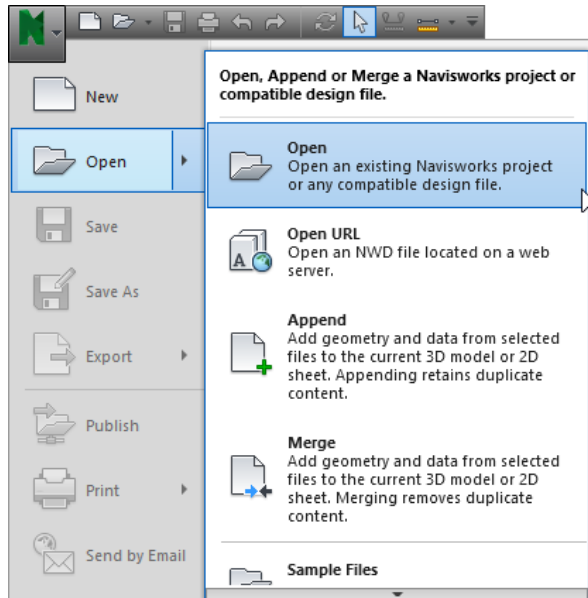 N
New
Open
Save
Save As
Export
Publish
Print
Send by Email
Open, Append or Merge a Navisworks project or
compatible design file.
Open
Open an existing Navisworks project
or any compatible design file.
A
Open URL
Open an NWD file located on a web
server.
Append
Add geometry and data from selected
files to the current 3D model or 2D
sheet. Appending retains duplicate
content.
Merge
Add geometry and data from selected
files to the current 3D model or 2D
sheet. Merging removes duplicate
content.
Sample Files